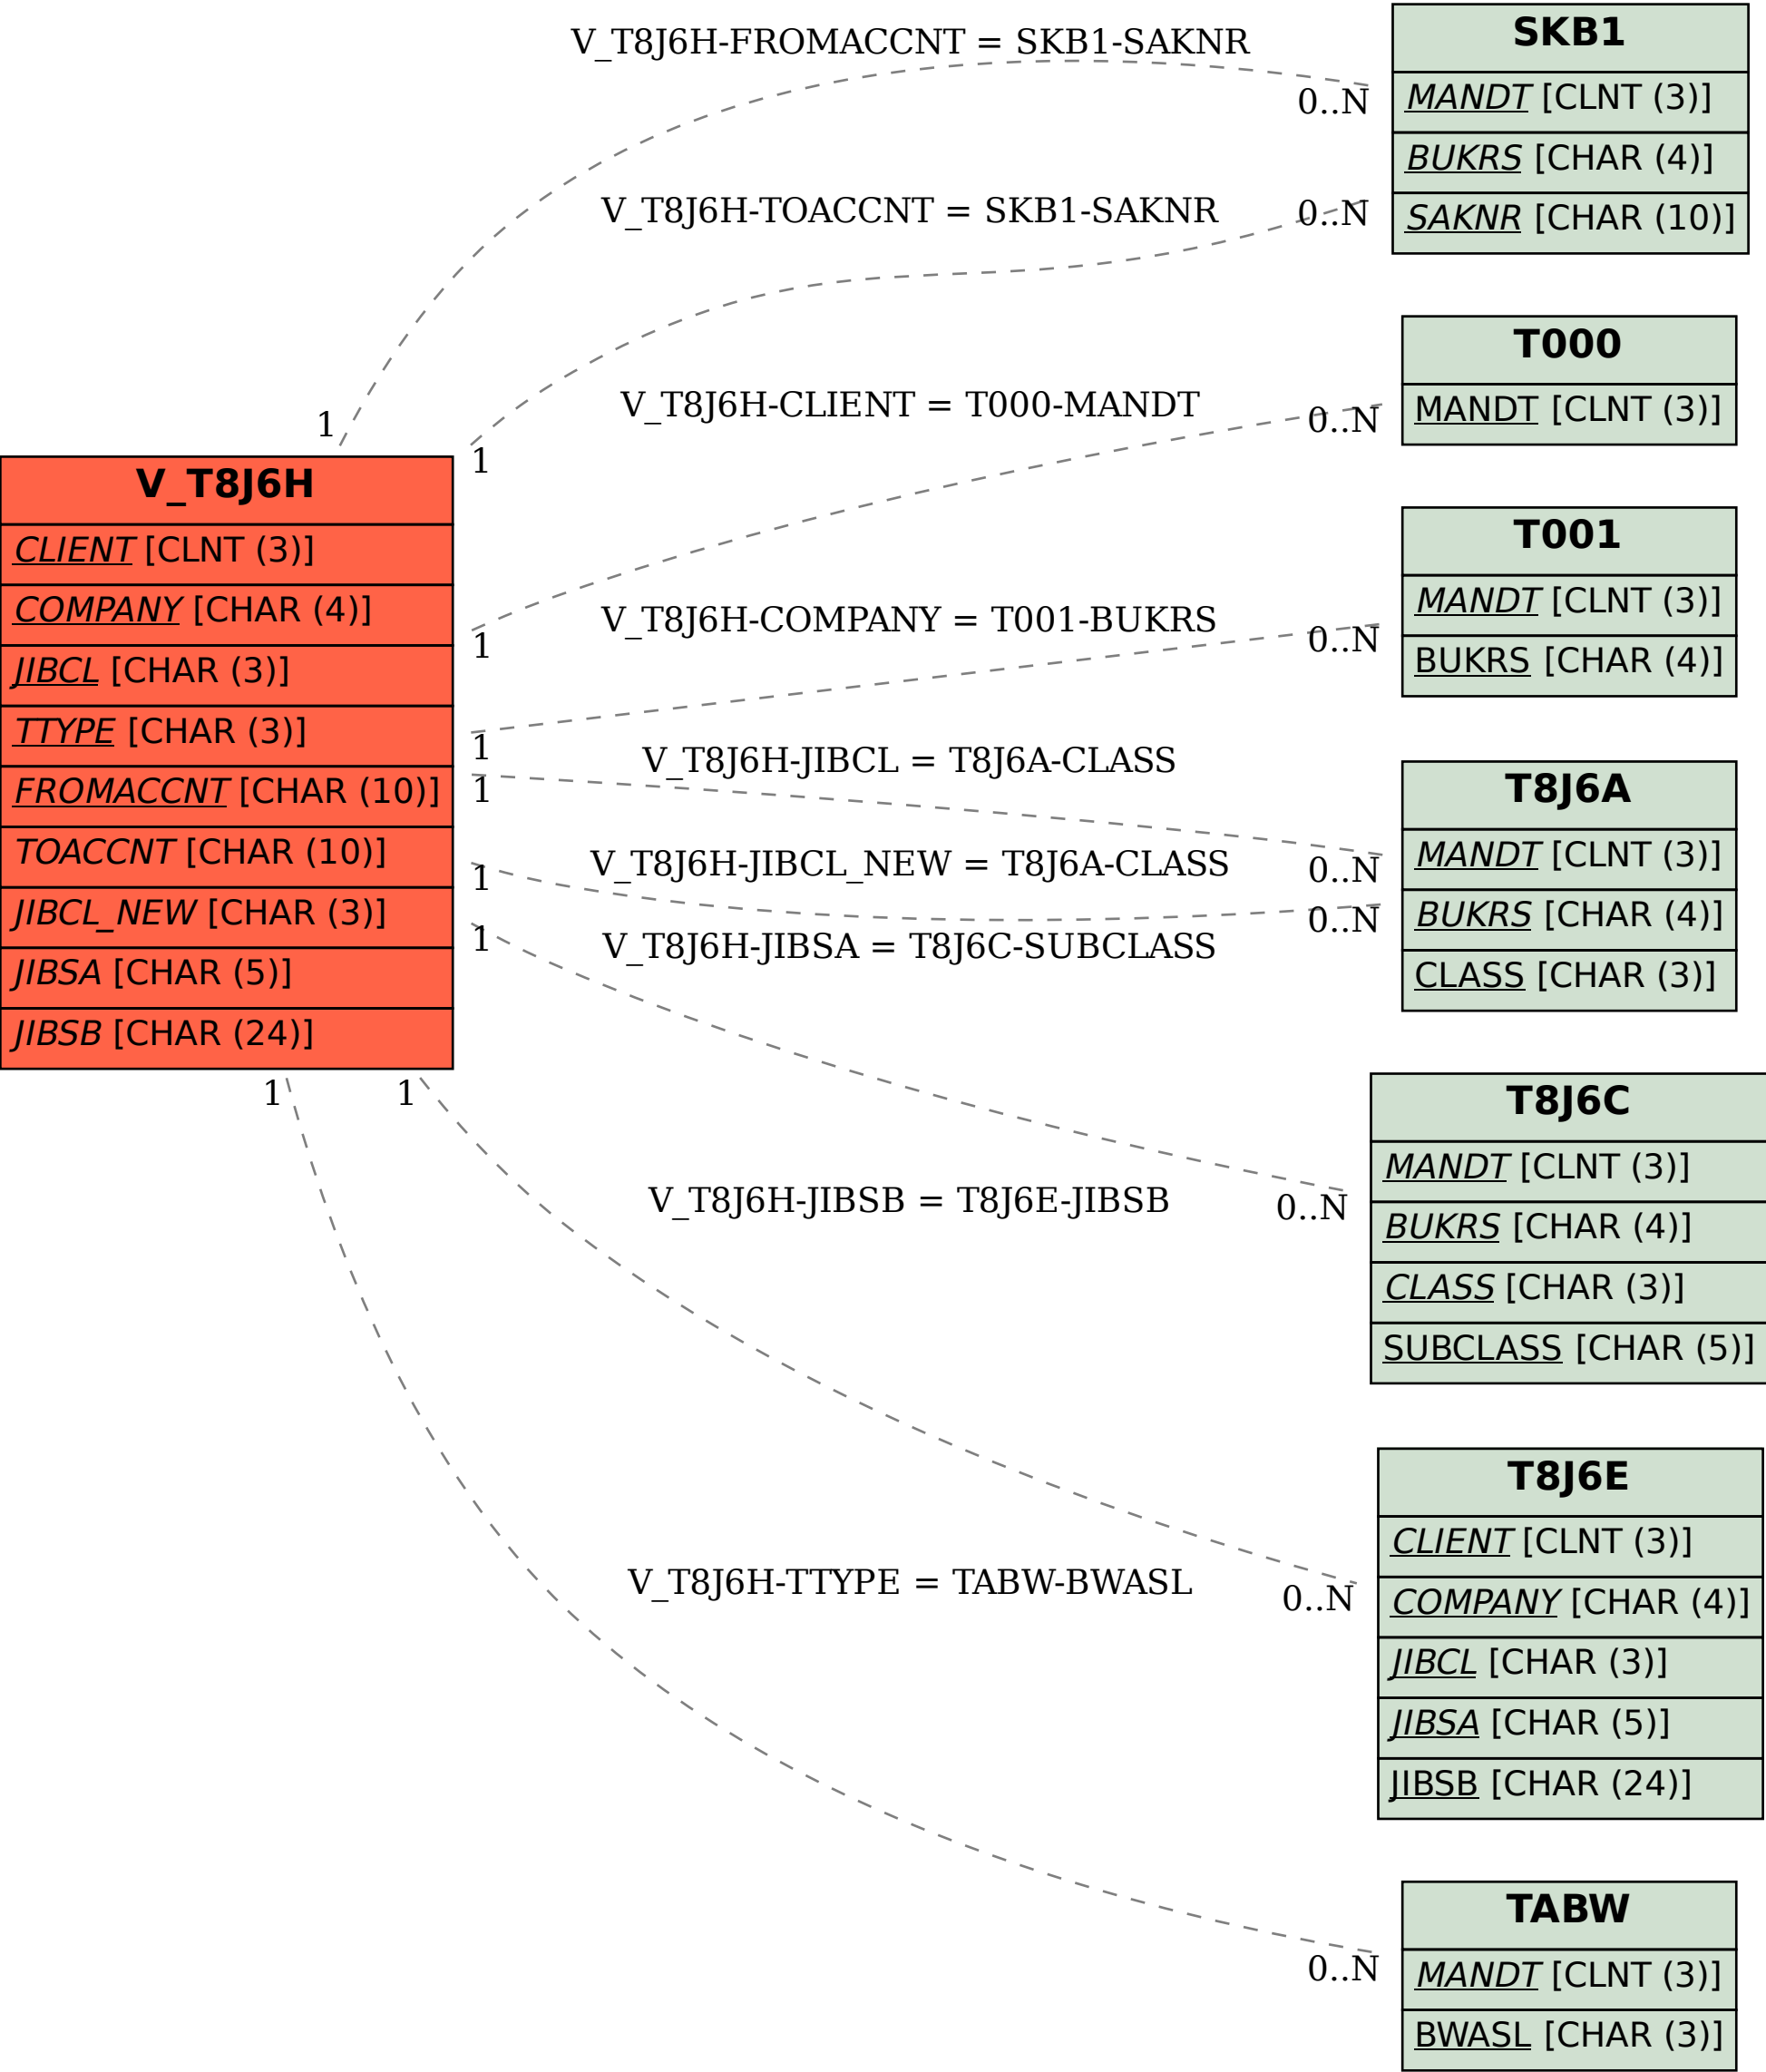 V_T8J6H-FROMACCNT = SKB1-SAKNR
0..N
V_T8J6H-TOACCNT = SKB1-SAKNR
0..N
1
1
V_T8J6H-CLIENT = T000-MANDT
0..N
1
V_T8J6H-COMPANY = T001-BUKRS
0..N
1
V_T8J6H-JIBCL = T8J6A-CLASS
1
0..N
V_T8J6H-JIBCL_NEW = T8J6A-CLASS
1
0..N
V_T8J6H-JIBSA = T8J6C-SUBCLASS
1
0..N
V_T8J6H-JIBSB = T8J6E-JIBSB
1
0..N
V_T8J6H-TTYPE = TABW-BWASL
1
0..N
V_T8J6H
CLIENT [CLNT (3)]
COMPANY [CHAR (4)]
JIBCL [CHAR (3)]
TTYPE [CHAR (3)]
FROMACCNT [CHAR (10)]
TOACCNT [CHAR (10)]
JIBCL_NEW [CHAR (3)]
JIBSA [CHAR (5)]
JIBSB [CHAR (24)]
SKB1
MANDT [CLNT (3)]
BUKRS [CHAR (4)]
SAKNR [CHAR (10)]
T000
MANDT [CLNT (3)]
T001
MANDT [CLNT (3)]
BUKRS [CHAR (4)]
T8J6A
MANDT [CLNT (3)]
BUKRS [CHAR (4)]
CLASS [CHAR (3)]
T8J6C
MANDT [CLNT (3)]
BUKRS [CHAR (4)]
CLASS [CHAR (3)]
SUBCLASS [CHAR (5)]
T8J6E
CLIENT [CLNT (3)]
COMPANY [CHAR (4)]
JIBCL [CHAR (3)]
JIBSA [CHAR (5)]
JIBSB [CHAR (24)]
TABW
MANDT [CLNT (3)]
BWASL [CHAR (3)]